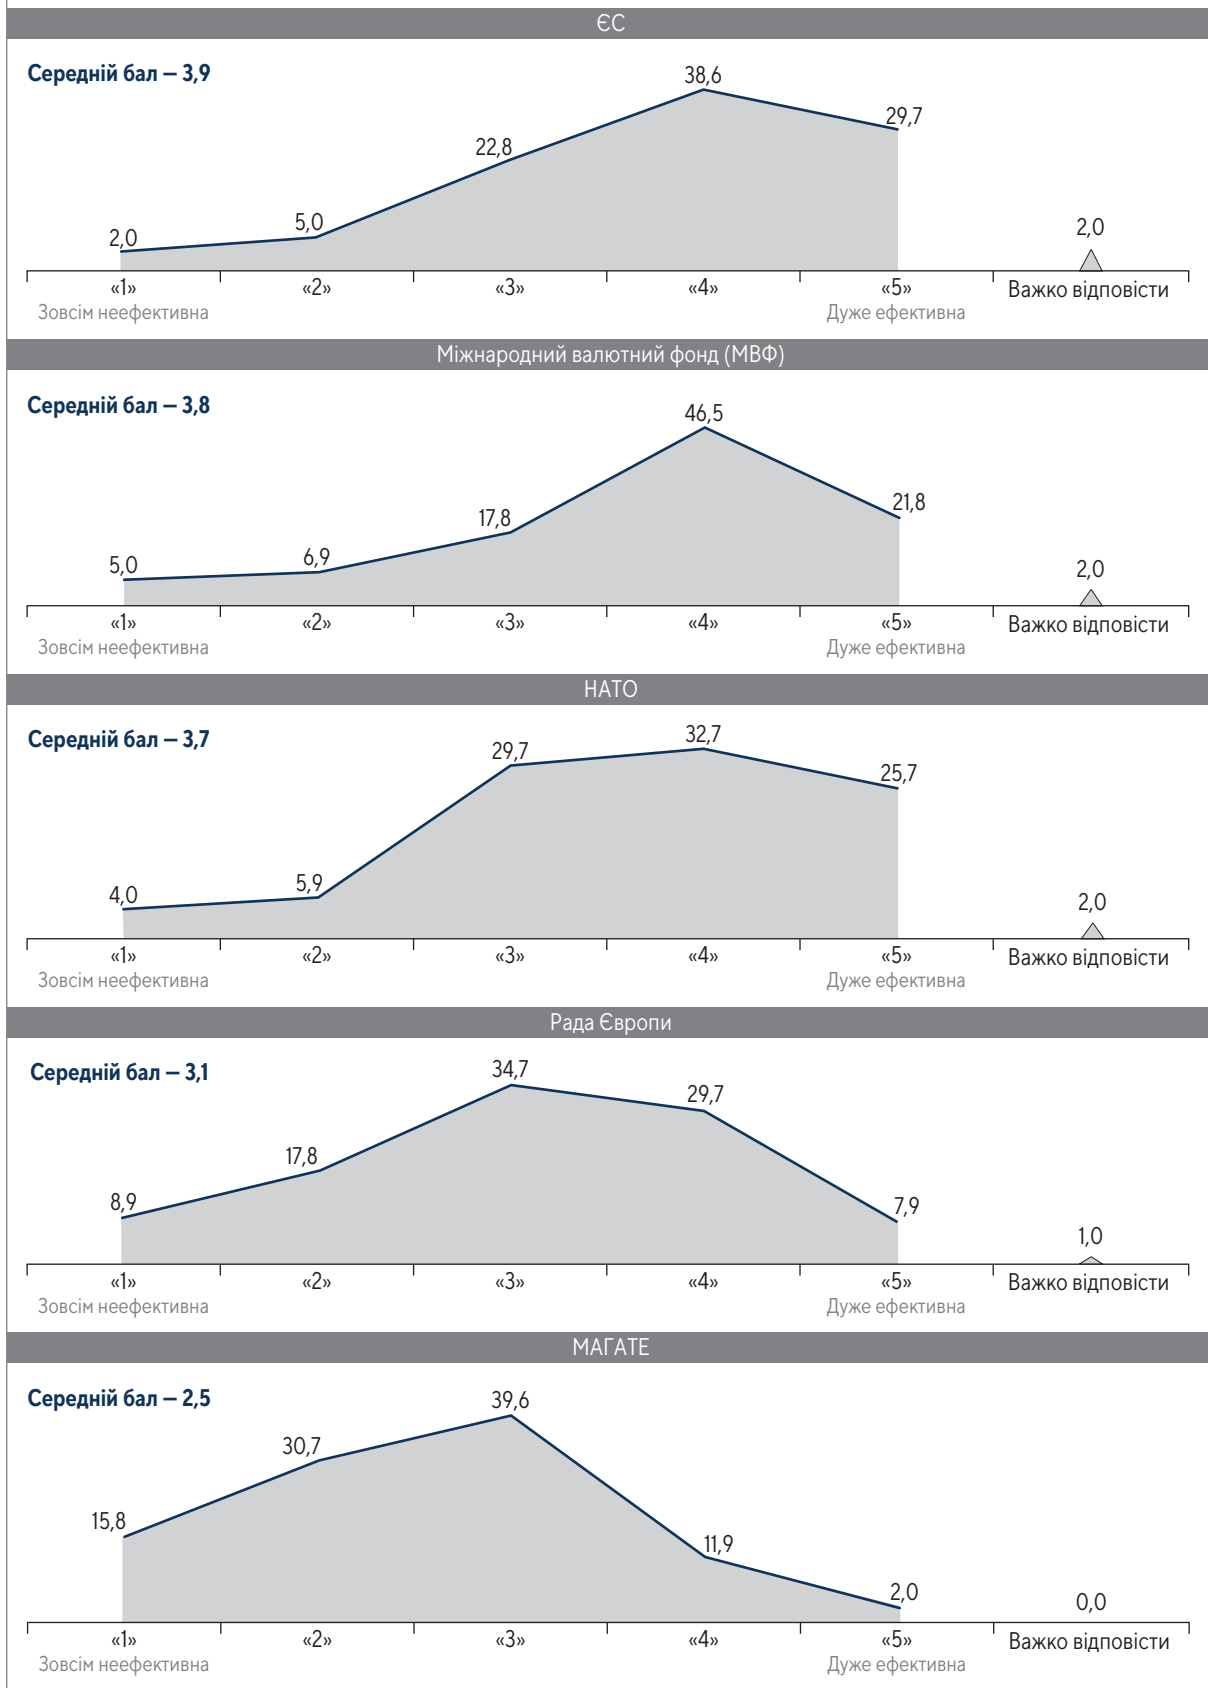 ЄС
Середній бал – 3,9
38,6
29,7
22,8
5,0
2,0
2,0
«1» «2» «3» «4» «5» Важко відповісти
Зовсім неефективна Дуже ефективна
Міжнародний валютний фонд (МВФ)
Середній бал – 3,8
46,5
21,8
17,8
6,9
5,0
2,0
«1» «2» «3» «4» «5» Важко відповісти
Зовсім неефективна Дуже ефективна
НАТО
Середній бал – 3,7
32,7
29,7
25,7
5,9
4,0
2,0
«1» «2» «3» «4» «5» Важко відповісти
Зовсім неефективна Дуже ефективна
Рада Європи
Середній бал – 3,1
34,7
29,7
17,8
8,9
7,9
1,0
«1» «2» «3» «4» «5» Важко відповісти
Зовсім неефективна Дуже ефективна
МАГАТЕ
Середній бал – 2,5
39,6
30,7
15,8
11,9
2,0
0,0
«1» «2» «3» «4» «5» Важко відповісти
Зовсім неефективна Дуже ефективна